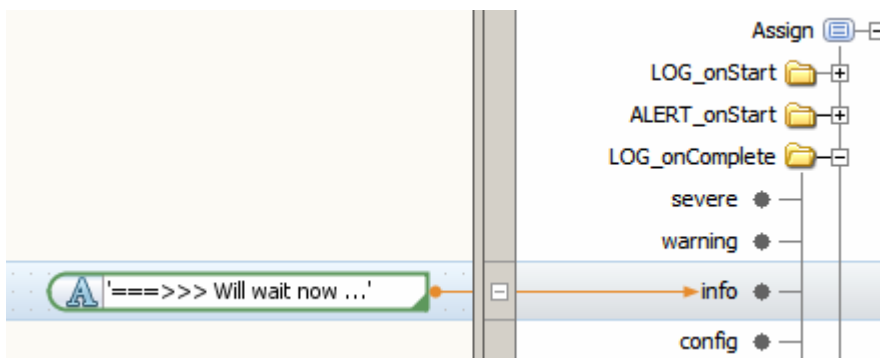 Assign
LOG_onStart
ALERT_onStart
LOG_onComplete
severe
warning
A '===>>> Will wait now ...' info
config